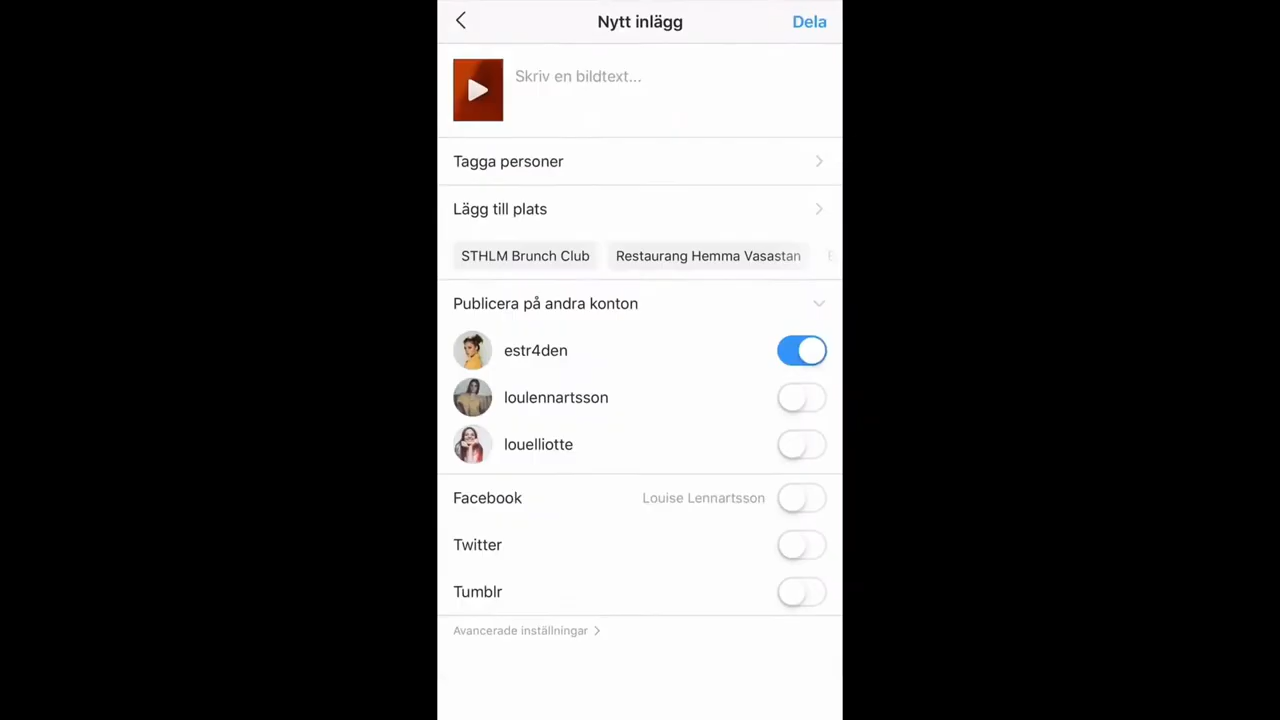 Nytt inlägg
Dela
Skriv en bildtext...
Tagga personer
Lägg till plats
STHLM Brunch Club
Restaurang Hemma Vasastan
Publicera på andra konton
estr4den
loulennartsson
louelliotte
Facebook
Louise Lennartsson
Twitter
Tumblr
Avancerade inställningar